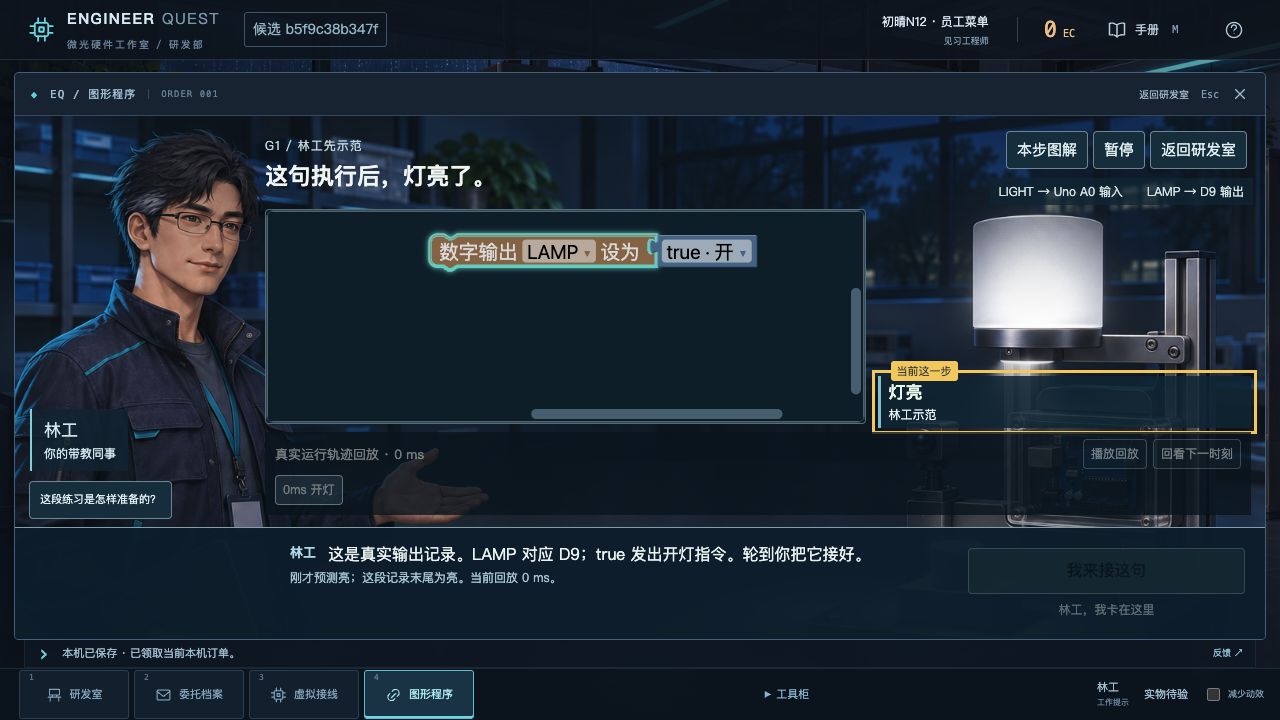 ENGINEER QUEST
微光硬件工作室 / 研发部
候选 b5f9c38b347f
初晴N12 · 员工菜单
见习工程师
0 EC
手册 M
?
EQ / 图形程序 | ORDER 001
返回研发室 Esc
G1 / 林工先示范
这句执行后，灯亮了。
本步图解
暂停
返回研发室
LIGHT → Uno A0 输入
LAMP → D9 输出
数字输出 LAMP 设为 true · 开
当前这一步
灯亮
林工示范
林工
你的带教同事
这段练习是怎样准备的?
真实运行轨迹回放 · 0 ms
播放回放
回看下一时刻
0ms 开灯
林工 这是真实输出记录。LAMP 对应 D9；true 发出开灯指令。轮到你把它接好。
刚才预测亮；这段记录末尾为亮。当前回放 0 ms。
我来接这句
林工，我卡在这里
本机已保存 · 已领取当前本机订单。
反馈 ↗
1 研发室
2 委托档案
3 虚拟接线
4 图形程序
▶ 工具柜
林工
工作提示
实物待验
减少动效